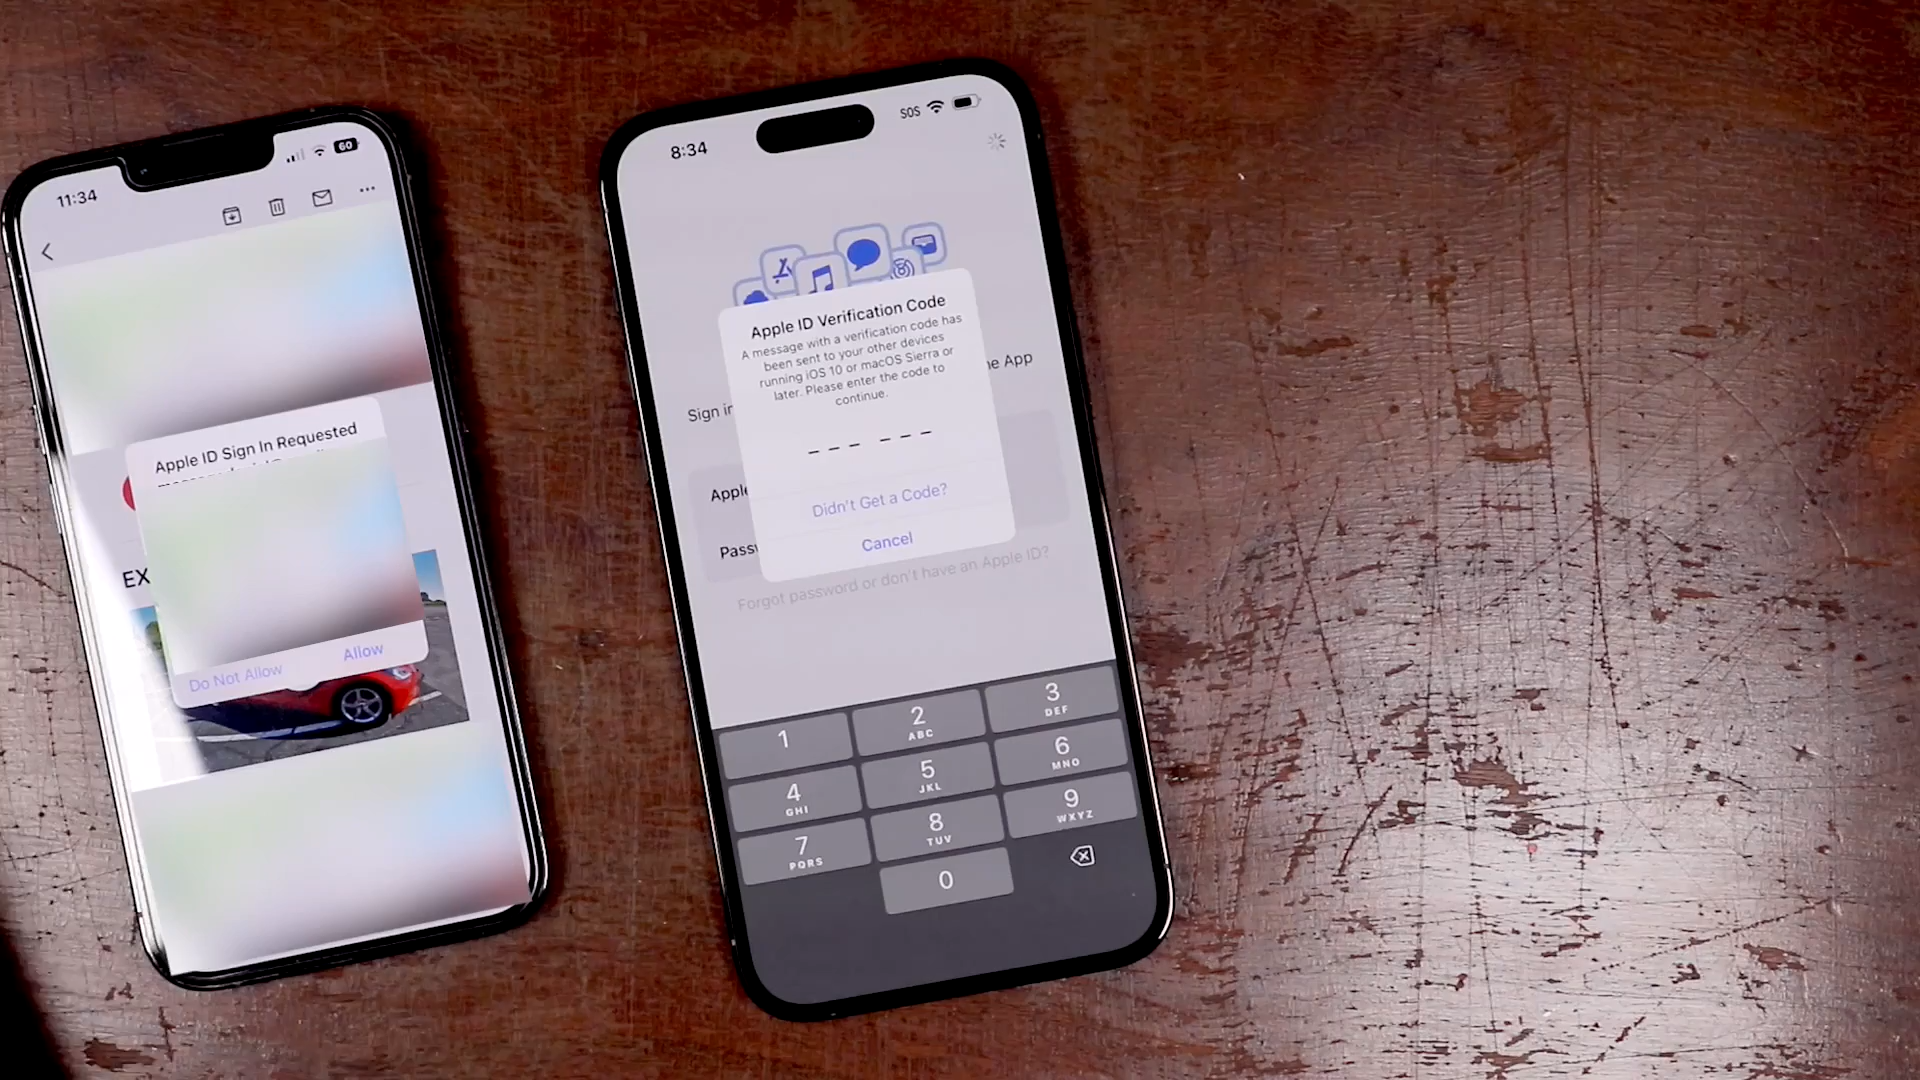 11:34
60
Apple ID Sign In Requested
EX
Do Not Allow
Allow
8:34
SOS
Apple ID Verification Code
A message with a verification code has
been sent to your other devices
running iOS 10 or macOS Sierra or
later. Please enter the code to
continue.
Sign in
he App
_ _ _ _ _ _
Apple
Didn't Get a Code?
Passw
Cancel
Forgot password or don't have an Apple ID?
1
2
ABC
3
DEF
4
GHI
5
JKL
6
MNO
7
PQRS
8
TUV
9
WXYZ
0